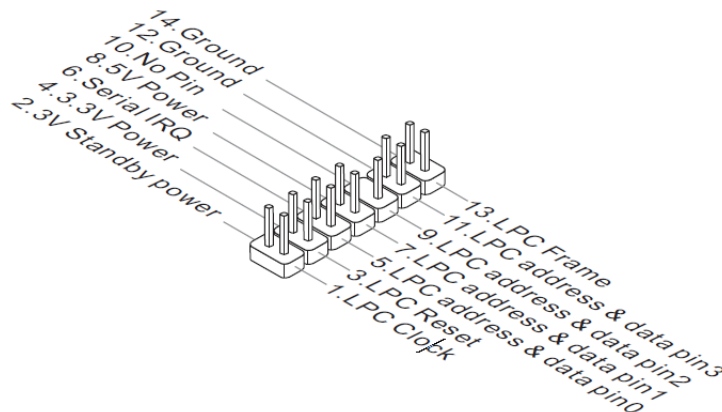 14.Ground
12.Ground
10.No Pin
8.5V Power
6.Serial IRQ
4.3.3V Power
2.3V Standby power
13.LPC Frame
11.LPC address & data pin3
9.LPC address & data pin2
7.LPC address & data pin1
5.LPC address & data pin0
3.LPC Reset
1.LPC Clock